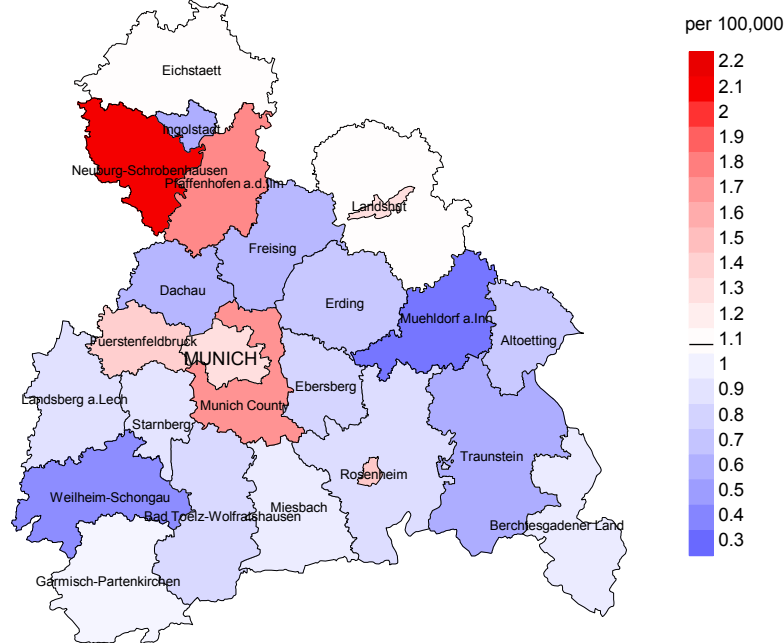 per 100,000
2.2
2.1
2
1.9
1.8
1.7
1.6
1.5
1.4
1.3
1.2
1.1
1
0.9
0.8
0.7
0.6
0.5
0.4
0.3
Eichstaett
Ingolstadt
Neuburg-Schrobenhausen
Pfaffenhofen a.d.Ilm
Landshut
Freising
Dachau
Erding
Muehldorf a.Inn
Altoetting
Fuerstenfeldbruck
MUNICH
Ebersberg
Landsberg a.Lech
Munich County
Starnberg
Traunstein
Rosenheim
Weilheim-Schongau
Miesbach
Bad Toelz-Wolfratshausen
Berchtesgadener Land
Garmisch-Partenkirchen